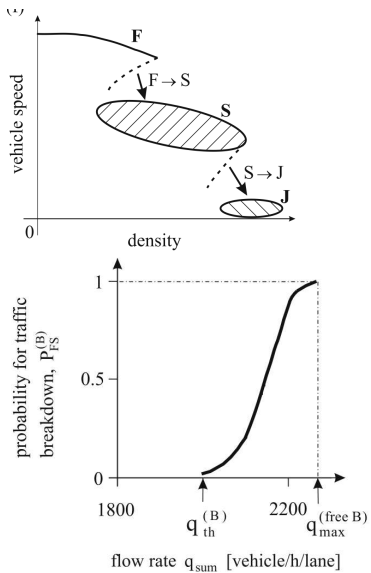 F
F → S
S
S → J
J
vehicle speed
0
density
1
0.5
0
probability for traffic
breakdown, P_FS^(B)
1800
2200
q_th^(B)
q_max^(free B)
flow rate q_sum [vehicle/h/lane]